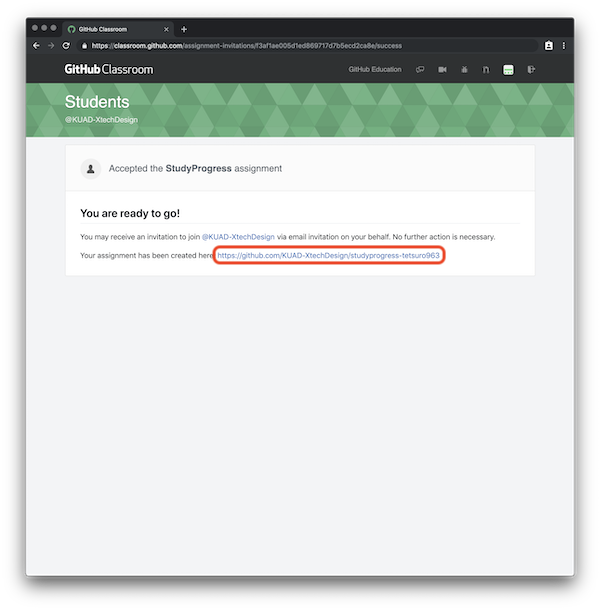 GitHub Classroom
https://classroom.github.com/assignment-invitations/f3af1ae005d1ed869717d7b5ecd2ca8e/success
GitHub Classroom
GitHub Education
Students
@KUAD-XtechDesign
Accepted the StudyProgress assignment
You are ready to go!
You may receive an invitation to join @KUAD-XtechDesign via email invitation on your behalf. No further action is necessary.
Your assignment has been created here: https://github.com/KUAD-XtechDesign/studyprogress-tetsuro963